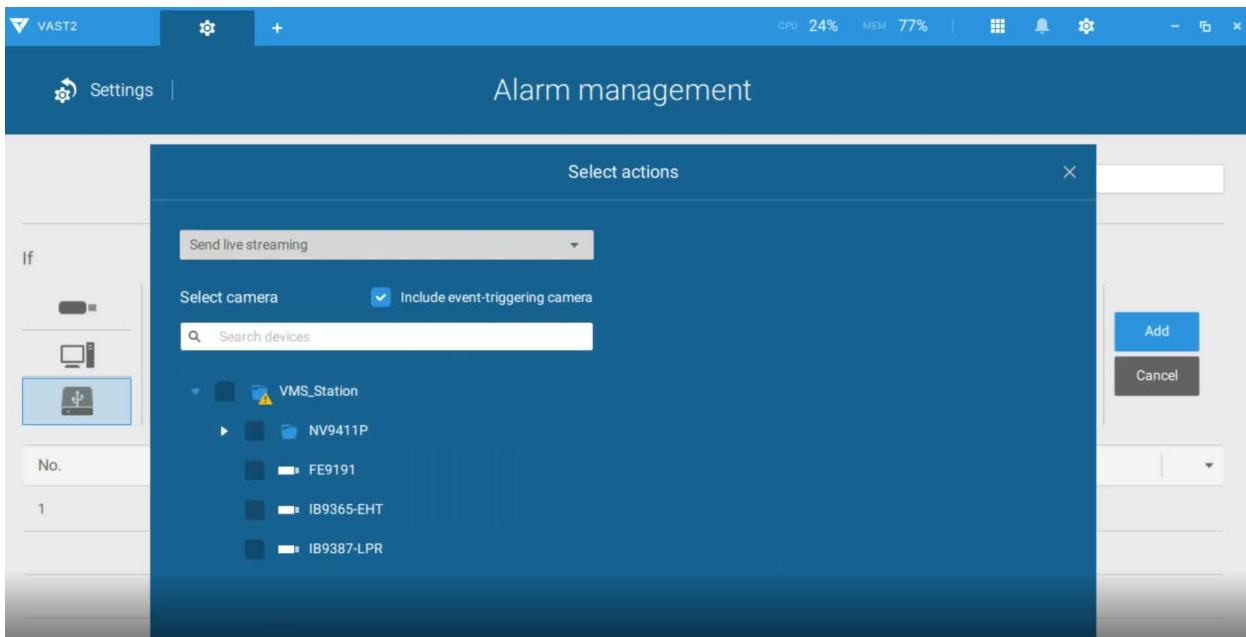 VAST2 + CPU 24% MEM 77%
Settings
Alarm management
Select actions
Send live streaming
If
Select camera
Include event-triggering camera
Search devices
Add
Cancel
VMS_Station
NV9411P
FE9191
IB9365-EHT
IB9387-LPR
No.
1